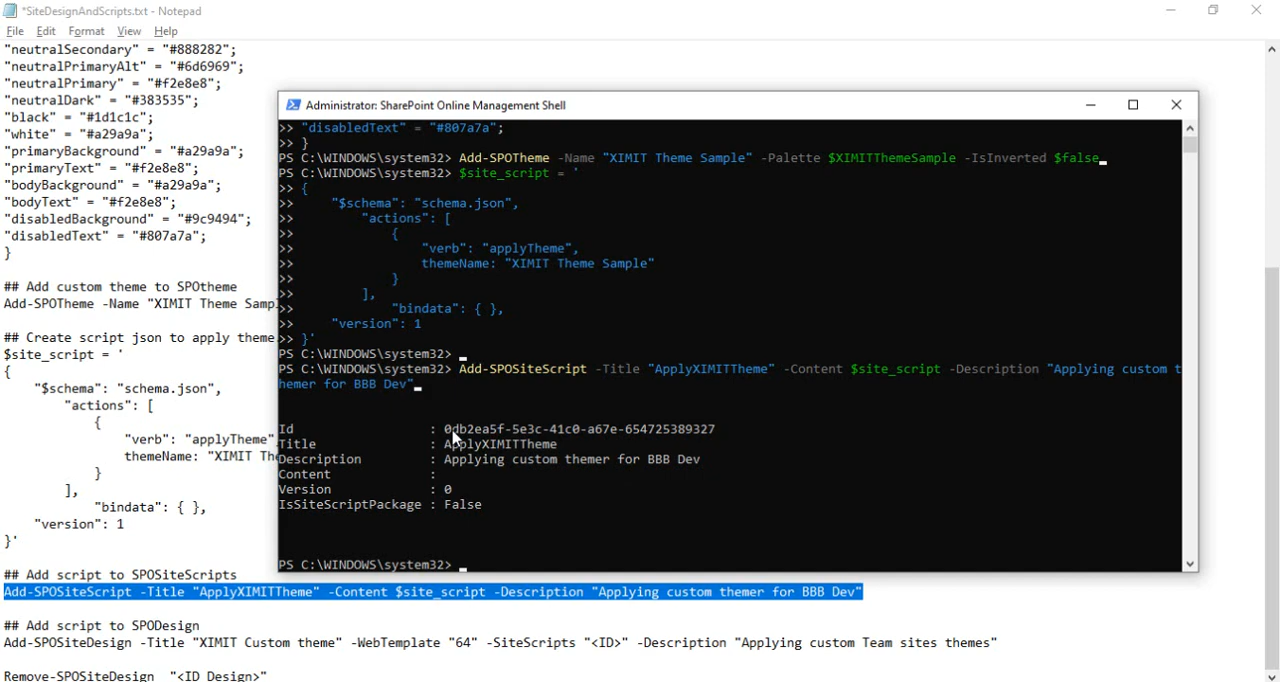 *SiteDesignAndScripts.txt - Notepad
File Edit Format View Help
"neutralSecondary" = "#888282";
"neutralPrimaryAlt" = "#6d6969";
"neutralPrimary" = "#f2e8e8";
"neutralDark" = "#383535";
"black" = "#1d1c1c";
"white" = "#a29a9a";
"primaryBackground" = "#a29a9a";
"primaryText" = "#f2e8e8";
"bodyBackground" = "#a29a9a";
"bodyText" = "#f2e8e8";
"disabledBackground" = "#9c9494";
"disabledText" = "#807a7a";
}
## Add custom theme to SPOtheme
Add-SPOTheme -Name "XIMIT Theme Samp
## Create script json to apply theme
$site_script = '
{
"$schema": "schema.json",
"actions": [
{
"verb": "applyTheme"
themeName: "XIMIT Th
}
],
"bindata": { },
"version": 1
}'
## Add script to SPOSiteScripts
Add-SPOSiteScript -Title "ApplyXIMITTheme" -Content $site_script -Description "Applying custom themer for BBB Dev"
## Add script to SPODesign
Add-SPOSiteDesign -Title "XIMIT Custom theme" -WebTemplate "64" -SiteScripts "<ID>" -Description "Applying custom Team sites themes"
Remove-SPOSiteDesign "<ID Design>"
Administrator: SharePoint Online Management Shell
>> "disabledText" = "#807a7a";
>> }
PS C:\WINDOWS\system32> Add-SPOTheme -Name "XIMIT Theme Sample" -Palette $XIMITThemeSample -IsInverted $false
PS C:\WINDOWS\system32> $site_script = '
>> {
>> "$schema": "schema.json",
>> "actions": [
>> {
>> "verb": "applyTheme",
>> themeName: "XIMIT Theme Sample"
>> }
>> ],
>> "bindata": { },
>> "version": 1
>> }'
PS C:\WINDOWS\system32>
PS C:\WINDOWS\system32> Add-SPOSiteScript -Title "ApplyXIMITTheme" -Content $site_script -Description "Applying custom t
hemer for BBB Dev"
Id : 0db2ea5f-5e3c-41c0-a67e-654725389327
Title : ApplyXIMITTheme
Description : Applying custom themer for BBB Dev
Content :
Version : 0
IsSiteScriptPackage : False
PS C:\WINDOWS\system32>